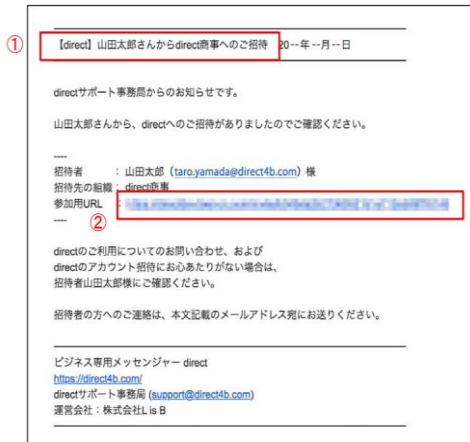 ①
【direct】山田太郎さんからdirect商事へのご招待 20--年--月--日
directサポート事務局からのお知らせです。
山田太郎さんから、directへのご招待がありましたのでご確認ください。
----
招待者 : 山田太郎（taro.yamada@direct4b.com）様
招待先の組織 : direct商事
参加用URL :
----
②
directのご利用についてのお問い合わせ、および
directのアカウント招待にお心あたりがない場合は、
招待者山田太郎様にご確認ください。
招待者の方へのご連絡は、本文記載のメールアドレス宛にお送りください。
ビジネス専用メッセンジャー direct
https://direct4b.com/
directサポート事務局 (support@direct4b.com)
運営会社：株式会社L is B